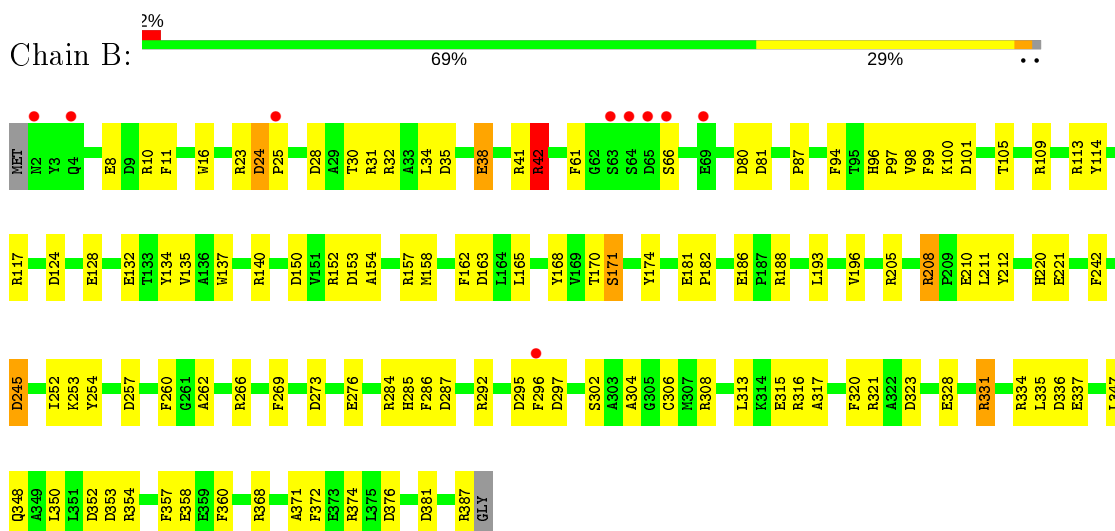 2%
Chain B:
69% 29% • •
MET N2 Y3 Q4 E8 D9 R10 F11 W16 R23 D24 P25 D28 A29 T30 R31 R32 A33 L34 D35 E38 R41 R42 F61 G62 S63 S64 D65 S66 E69 D80 D81 P87 F94 T95 H96 P97 V98 F99 K100 D101 T105 R109 R113 Y114
R117 D124 E128 E132 T133 Y134 V135 A136 W137 R140 D150 V151 R152 D153 A154 R157 M158 F162 D163 L164 L165 Y168 V169 T170 S171 Y174 E181 P182 E186 P187 R188 L193 V196 R205 R208 P209 E210 L211 Y212 H220 E221 F242
D245 I252 K253 Y254 D257 F260 G261 A262 R266 F269 D273 E276 R284 H285 F286 D287 R292 D295 F296 D297 S302 A303 A304 G305 C306 M307 R308 L313 K314 E315 R316 A317 F320 R321 A322 D323 E328 R331 R334 L335 D336 E337 L347
Q348 A349 L350 L351 D352 D353 R354 F357 E358 E359 F360 R368 A371 F372 E373 R374 L375 D376 D381 R387 GLY